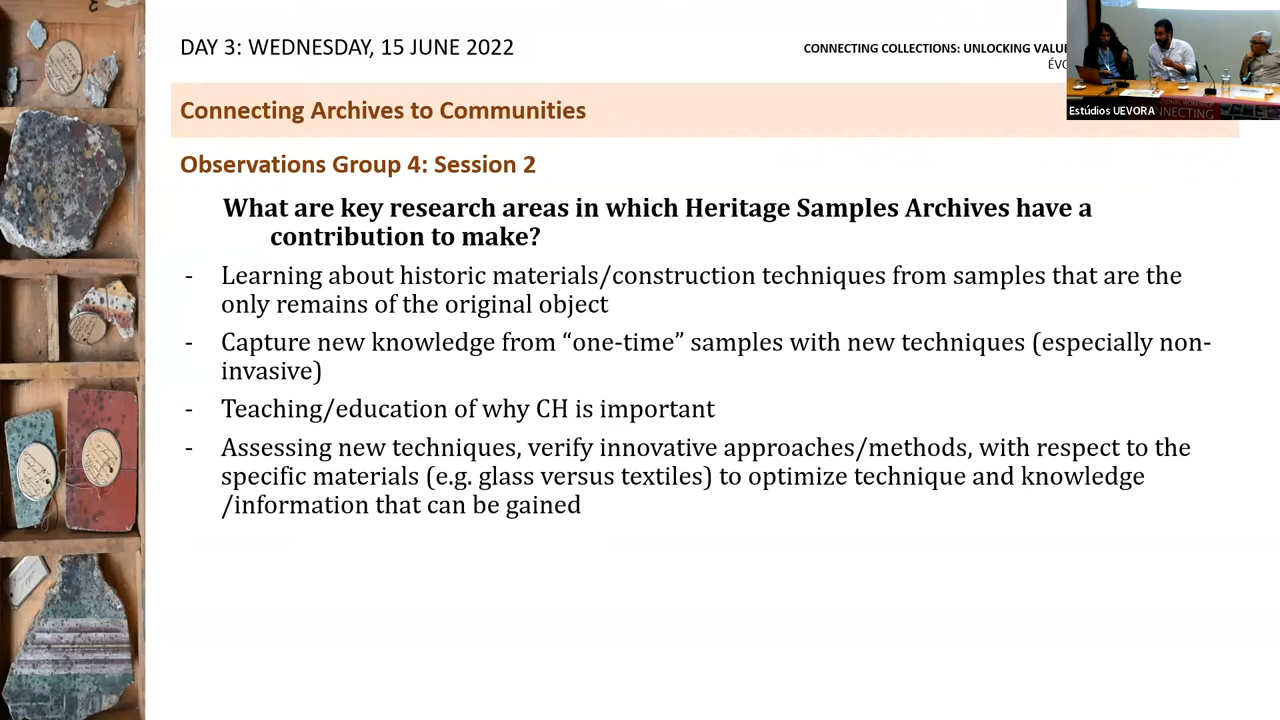 DAY 3: WEDNESDAY, 15 JUNE 2022
CONNECTING COLLECTIONS: UNLOCKING
Connecting Archives to Communities
Estúdios UEVORA
Observations Group 4: Session 2
What are key research areas in which Heritage Samples Archives have a
contribution to make?
- Learning about historic materials/construction techniques from samples that are the
only remains of the original object
- Capture new knowledge from “one-time” samples with new techniques (especially non-
invasive)
- Teaching/education of why CH is important
- Assessing new techniques, verify innovative approaches/methods, with respect to the
specific materials (e.g. glass versus textiles) to optimize technique and knowledge
/information that can be gained